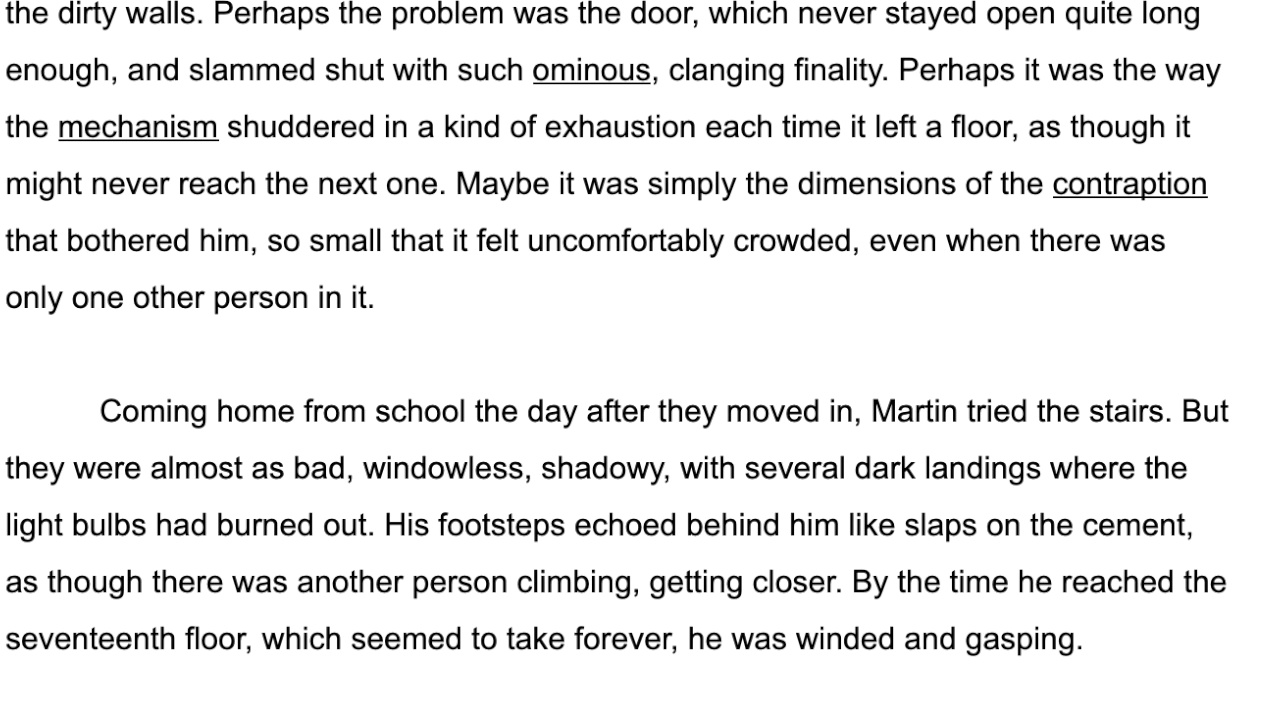 the dirty walls. Perhaps the problem was the door, which never stayed open quite long
enough, and slammed shut with such ominous, clanging finality. Perhaps it was the way
the mechanism shuddered in a kind of exhaustion each time it left a floor, as though it
might never reach the next one. Maybe it was simply the dimensions of the contraption
that bothered him, so small that it felt uncomfortably crowded, even when there was
only one other person in it.
Coming home from school the day after they moved in, Martin tried the stairs. But
they were almost as bad, windowless, shadowy, with several dark landings where the
light bulbs had burned out. His footsteps echoed behind him like slaps on the cement,
as though there was another person climbing, getting closer. By the time he reached the
seventeenth floor, which seemed to take forever, he was winded and gasping.